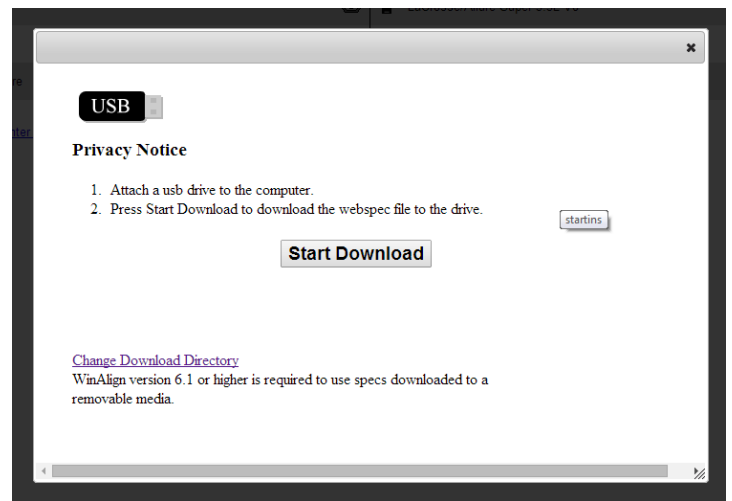 USB
Privacy Notice
1. Attach a usb drive to the computer.
2. Press Start Download to download the webspec file to the drive.
startins
Start Download
Change Download Directory
WinAlign version 6.1 or higher is required to use specs downloaded to a
removable media.